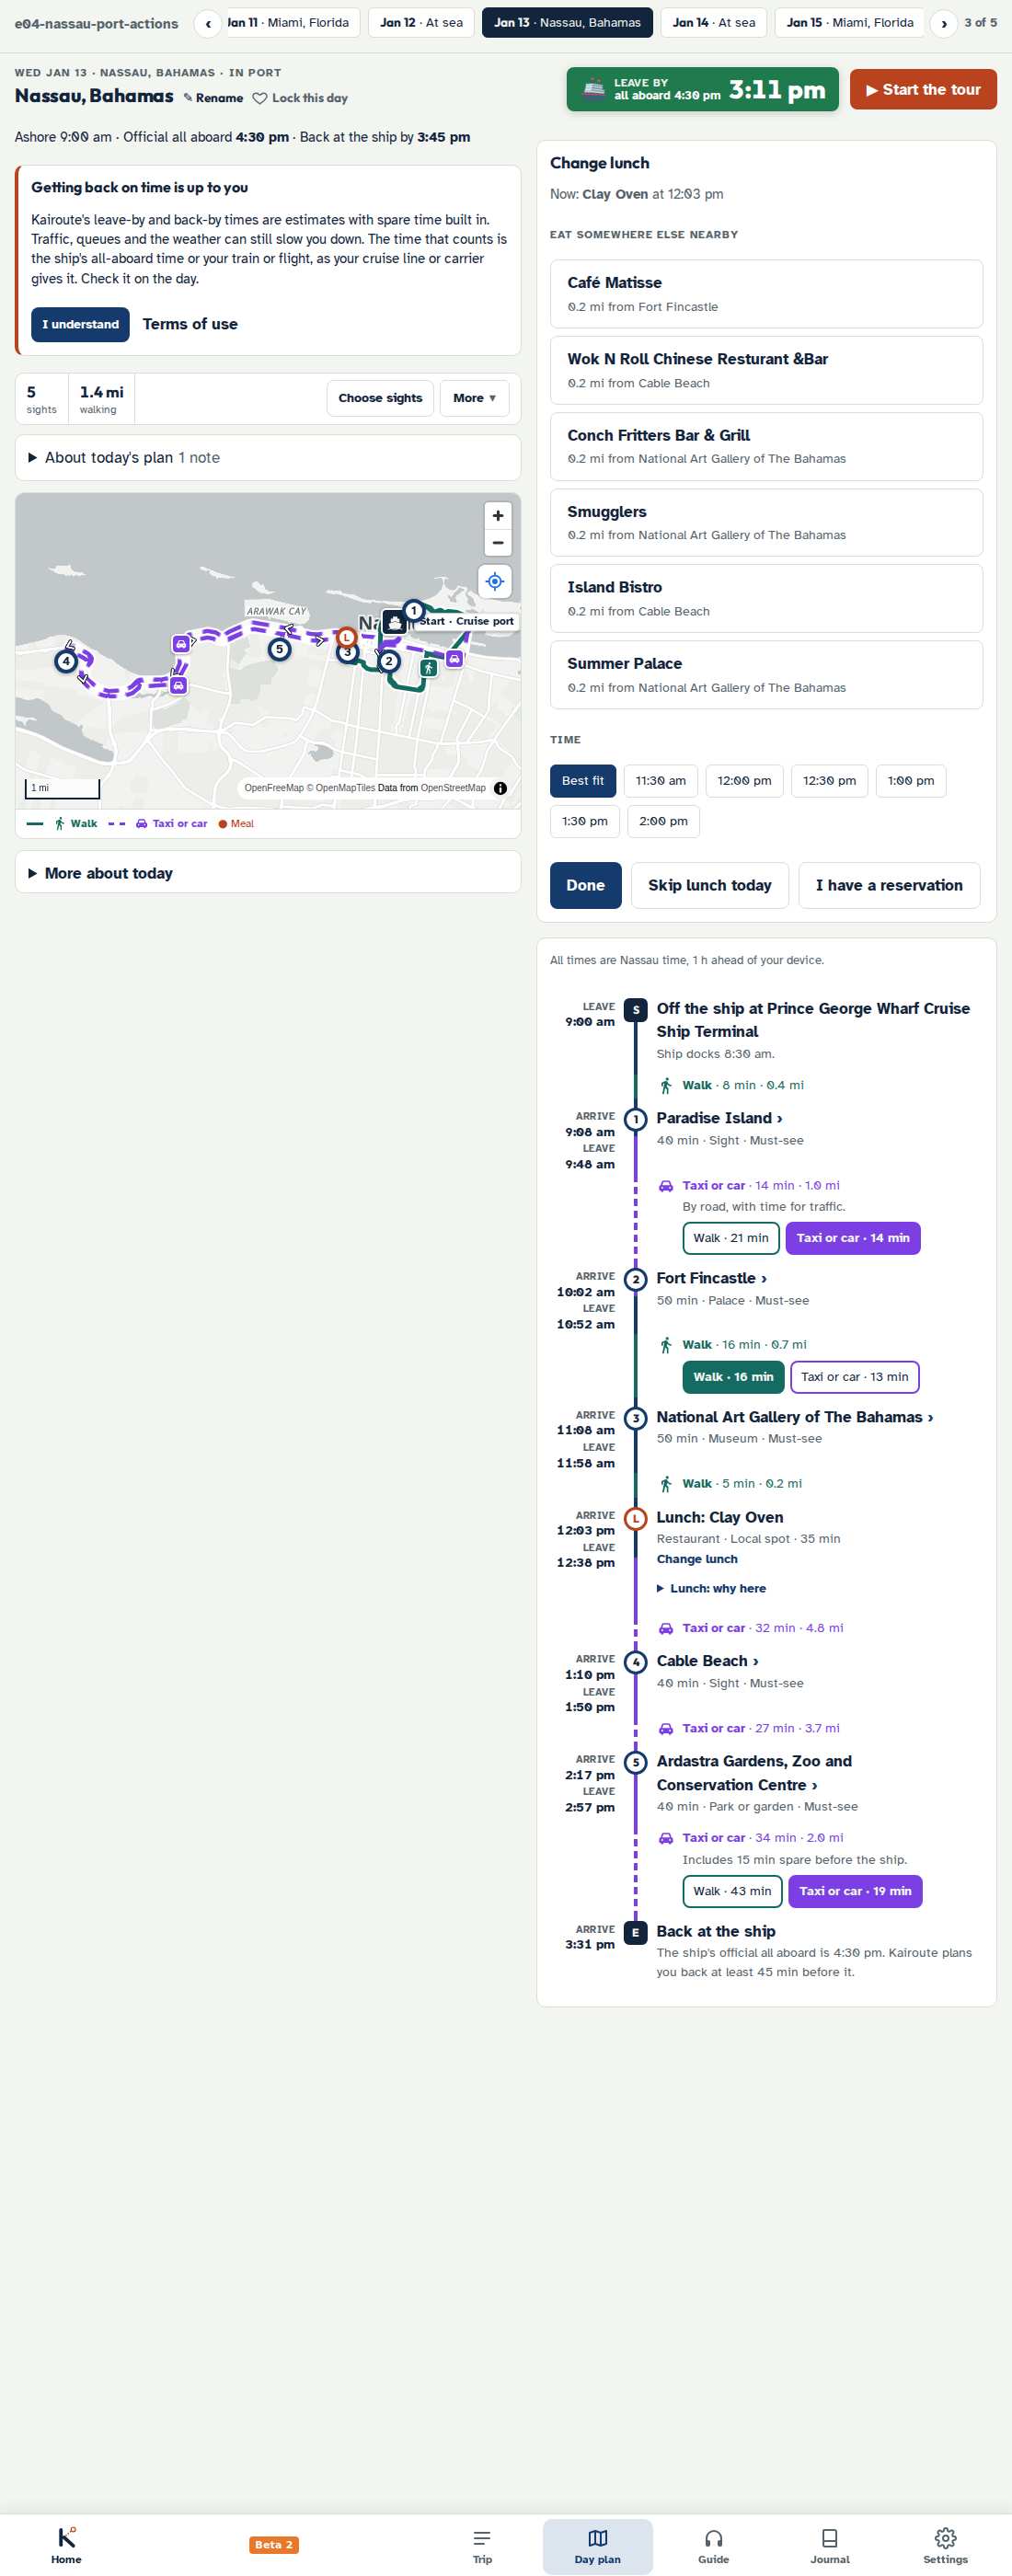 e04-nassau-port-actions
‹
Jan 11 · Miami, Florida
Jan 12 · At sea
Jan 13 · Nassau, Bahamas
Jan 14 · At sea
Jan 15 · Miami, Florida
›
3 of 5
WED JAN 13 · NASSAU, BAHAMAS · IN PORT
Nassau, Bahamas
✎ Rename
Lock this day
LEAVE BY
all aboard 4:30 pm
3:11 pm
▶ Start the tour
Ashore 9:00 am · Official all aboard 4:30 pm · Back at the ship by 3:45 pm
Getting back on time is up to you
Kairoute's leave-by and back-by times are estimates with spare time built in.
Traffic, queues and the weather can still slow you down. The time that counts is
the ship's all-aboard time or your train or flight, as your cruise line or carrier
gives it. Check it on the day.
I understand
Terms of use
5
sights
1.4 mi
walking
Choose sights
More ▼
▶ About today's plan 1 note
+
−
ARAWAK CAY
Start · Cruise port
1
L
5
3
2
4
1 mi
OpenFreeMap © OpenMapTiles Data from OpenStreetMap
Walk
Taxi or car
Meal
▶ More about today
Change lunch
Now: Clay Oven at 12:03 pm
EAT SOMEWHERE ELSE NEARBY
Café Matisse
0.2 mi from Fort Fincastle
Wok N Roll Chinese Resturant &Bar
0.2 mi from Cable Beach
Conch Fritters Bar & Grill
0.2 mi from National Art Gallery of The Bahamas
Smugglers
0.2 mi from National Art Gallery of The Bahamas
Island Bistro
0.2 mi from Cable Beach
Summer Palace
0.2 mi from National Art Gallery of The Bahamas
TIME
Best fit
11:30 am
12:00 pm
12:30 pm
1:00 pm
1:30 pm
2:00 pm
Done
Skip lunch today
I have a reservation
All times are Nassau time, 1 h ahead of your device.
LEAVE
9:00 am
S
Off the ship at Prince George Wharf Cruise
Ship Terminal
Ship docks 8:30 am.
Walk · 8 min · 0.4 mi
ARRIVE
9:08 am
LEAVE
9:48 am
1
Paradise Island ›
40 min · Sight · Must-see
Taxi or car · 14 min · 1.0 mi
By road, with time for traffic.
Walk · 21 min
Taxi or car · 14 min
ARRIVE
10:02 am
LEAVE
10:52 am
2
Fort Fincastle ›
50 min · Palace · Must-see
Walk · 16 min · 0.7 mi
Walk · 16 min
Taxi or car · 13 min
ARRIVE
11:08 am
LEAVE
11:58 am
3
National Art Gallery of The Bahamas ›
50 min · Museum · Must-see
Walk · 5 min · 0.2 mi
ARRIVE
12:03 pm
LEAVE
12:38 pm
L
Lunch: Clay Oven
Restaurant · Local spot · 35 min
Change lunch
▶ Lunch: why here
Taxi or car · 32 min · 4.8 mi
ARRIVE
1:10 pm
LEAVE
1:50 pm
4
Cable Beach ›
40 min · Sight · Must-see
Taxi or car · 27 min · 3.7 mi
ARRIVE
2:17 pm
LEAVE
2:57 pm
5
Ardastra Gardens, Zoo and
Conservation Centre ›
40 min · Park or garden · Must-see
Taxi or car · 34 min · 2.0 mi
Includes 15 min spare before the ship.
Walk · 43 min
Taxi or car · 19 min
ARRIVE
3:31 pm
E
Back at the ship
The ship's official all aboard is 4:30 pm. Kairoute plans
you back at least 45 min before it.
Home
Beta 2
Trip
Day plan
Guide
Journal
Settings